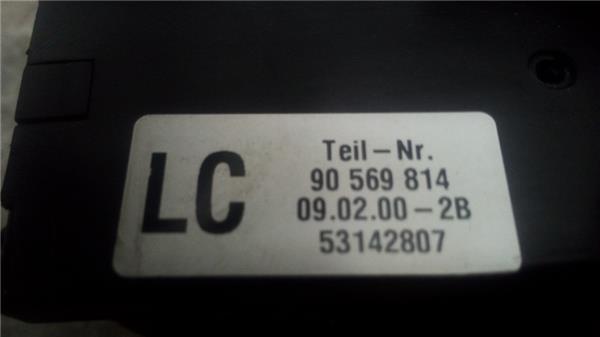 LC
Teil-Nr.
90 569 814
09.02.00-2B
53142807